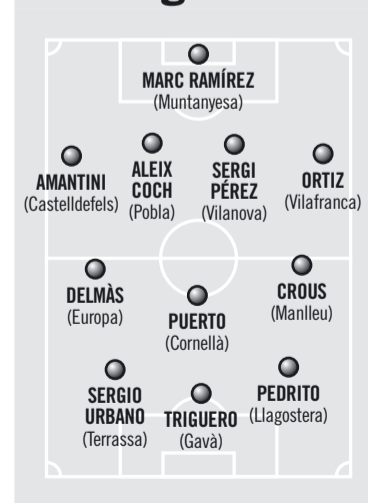 MARC RAMÍREZ
(Muntanyesa)
AMANTINI
(Castelldefels)
ALEIX
COCH
(Pobla)
SERGI
PÉREZ
(Vilanova)
ORTIZ
(Vilafranca)
DELMÀS
(Europa)
PUERTO
(Cornellà)
CROUS
(Manlleu)
SERGIO
URBANO
(Terrassa)
TRIGUERO
(Gavà)
PEDRITO
(Llagostera)